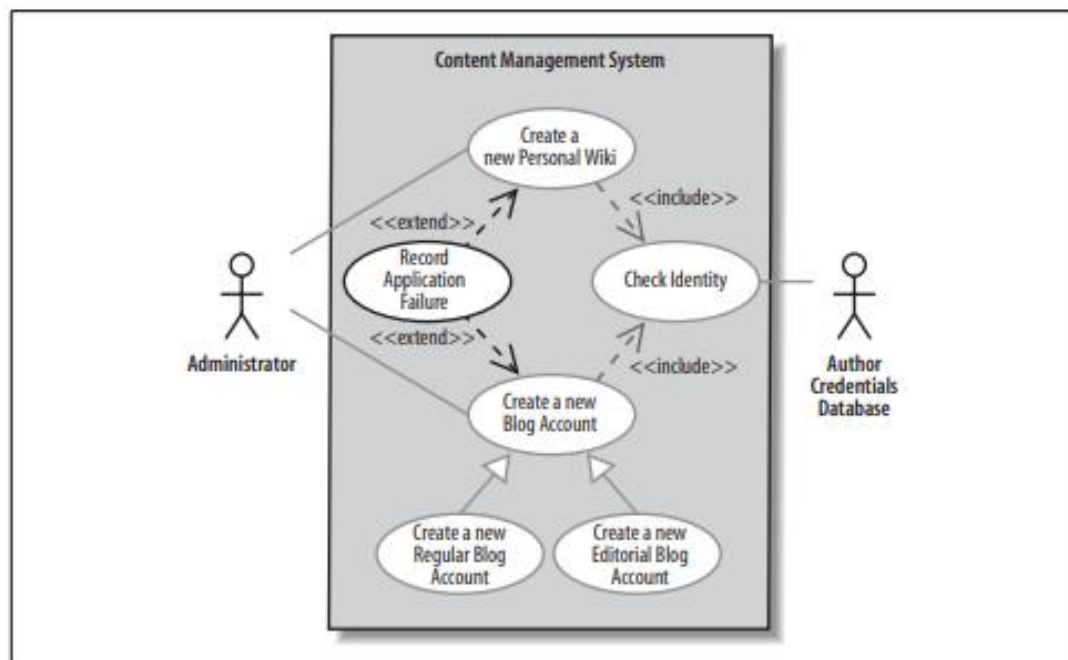 Content Management System
Create a
new Personal Wiki
<<extend>>
<<include>>
Record
Application
Failure
Check Identity
Administrator
<<extend>>
<<include>>
Author
Credentials
Database
Create a new
Blog Account
Create a new
Regular Blog
Account
Create a new
Editorial Blog
Account